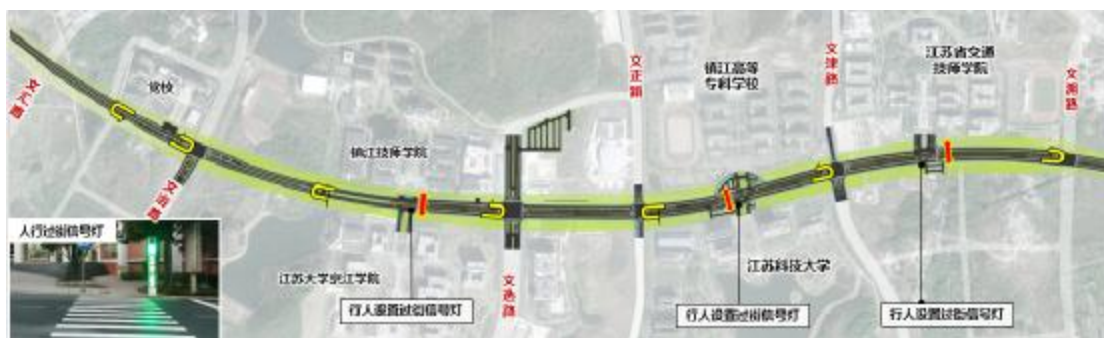 文汇路
党校
文治路
人行过街信号灯
镇江技师学院
江苏大学京江学院
行人设置过街信号灯
文逸路
文正路
镇江高等
专科学校
行人设置过街信号灯
江苏科技大学
文津路
江苏省交通
技师学院
行人设置过街信号灯
文渊路